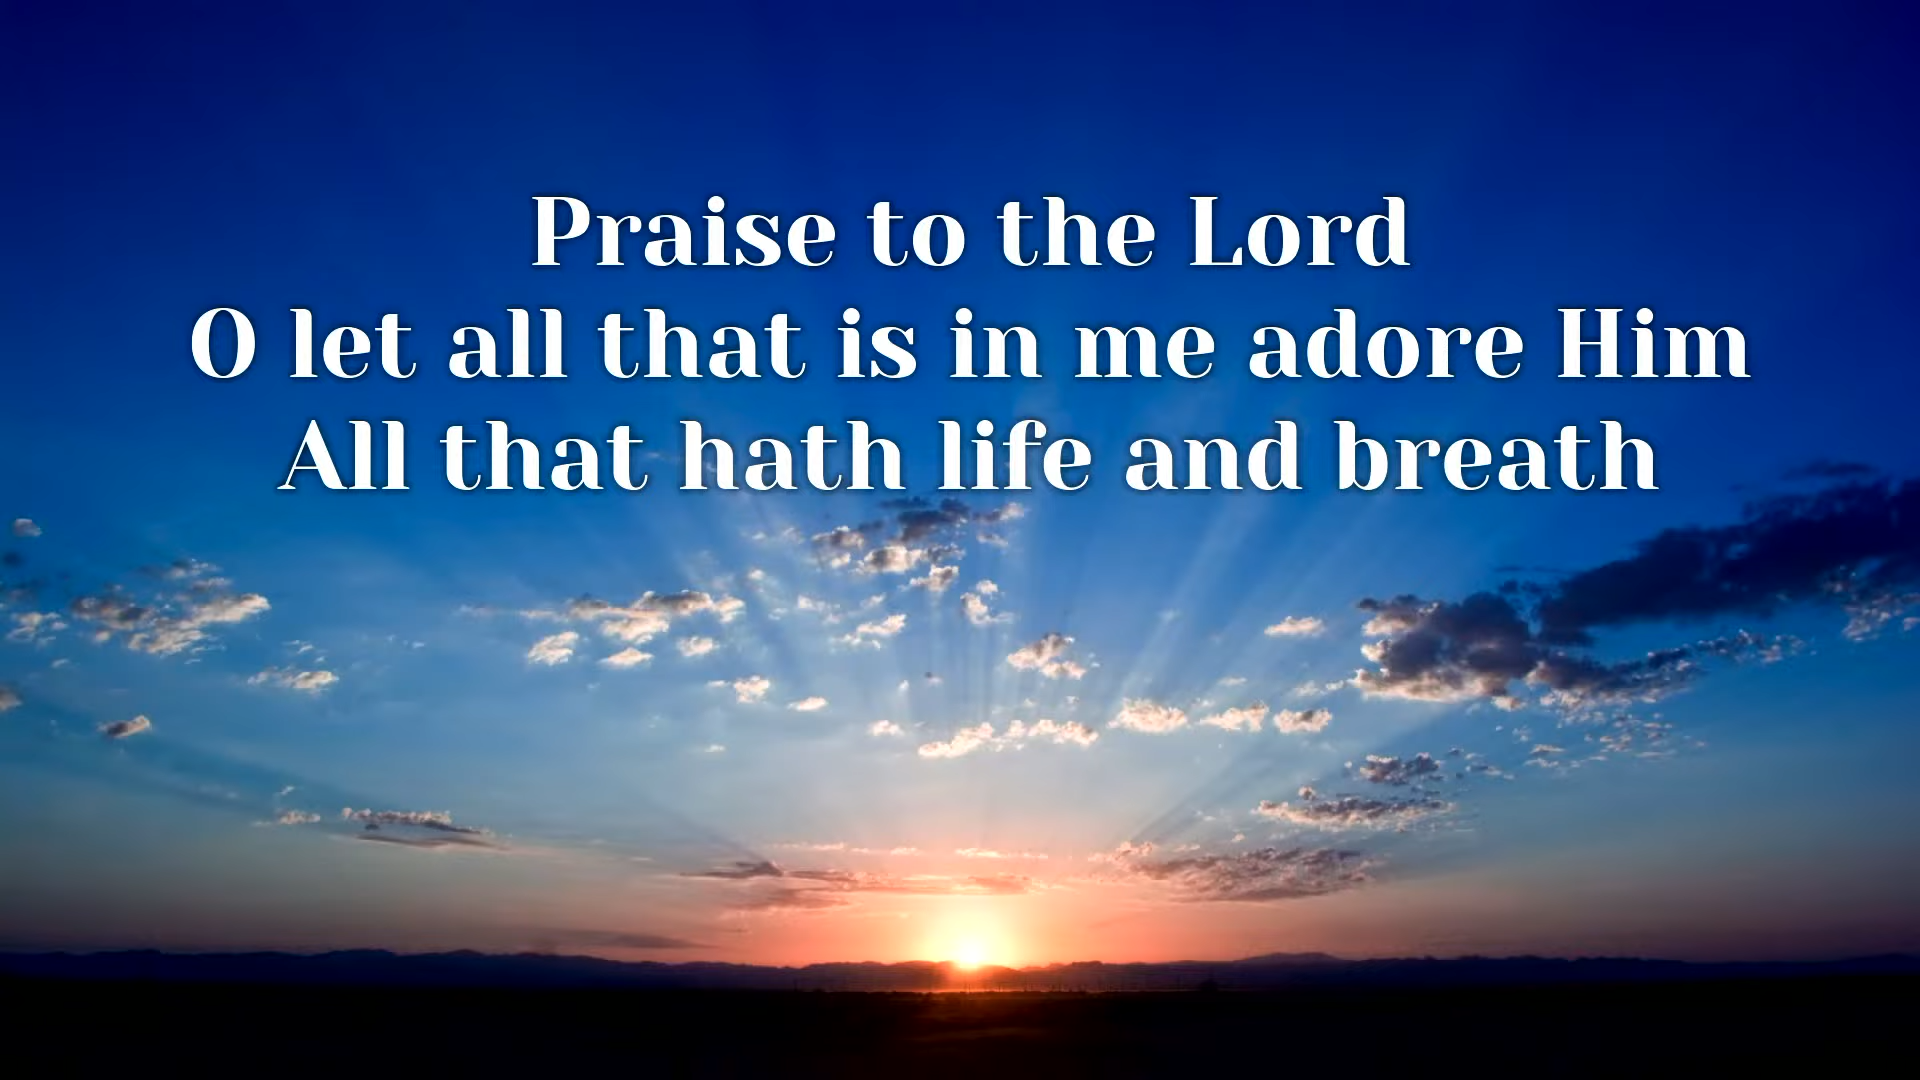 Praise to the Lord
O let all that is in me adore Him
All that hath life and breath